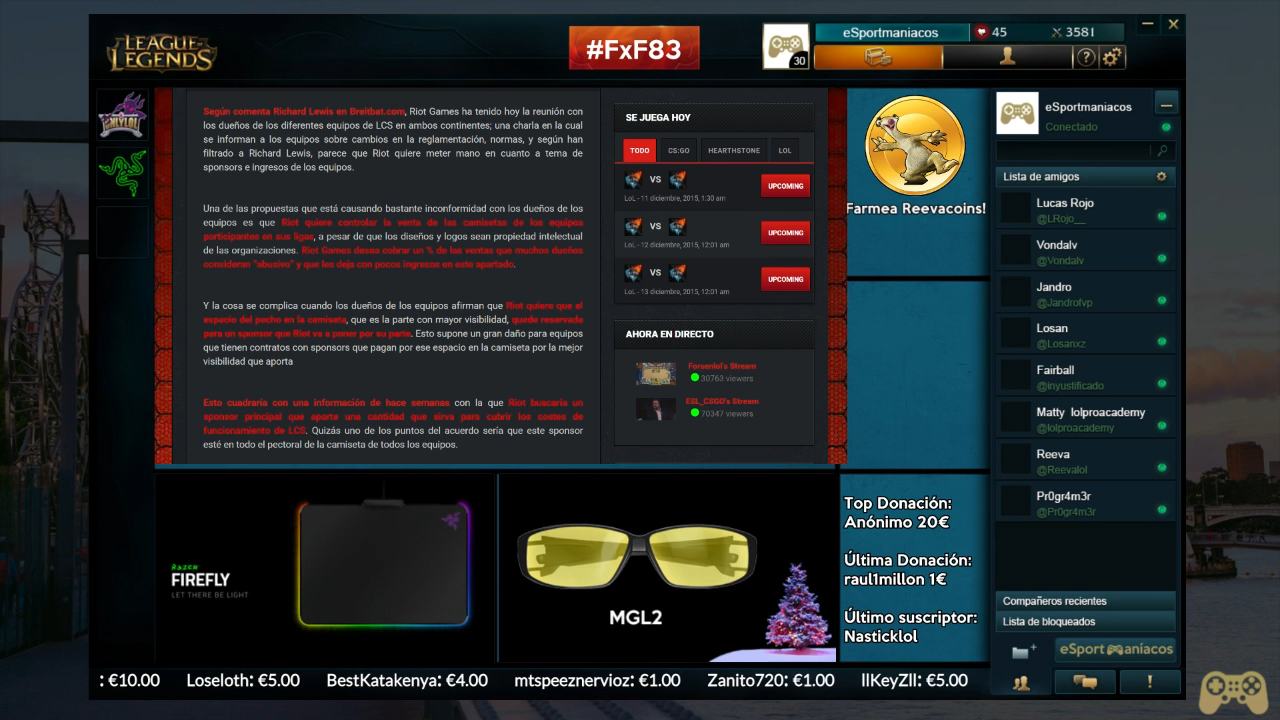 LEAGUE OF LEGENDS
#FxF83
30
eSportmaniacos
45
3581
?
ONLYLOL
Según comenta Richard Lewis en Breitbat.com, Riot Games ha tenido hoy la reunión con
los dueños de los diferentes equipos de LCS en ambos continentes; una charla en la cual
se informan a los equipos sobre cambios en la reglamentación, normas, y según han
filtrado a Richard Lewis, parece que Riot quiere meter mano en cuanto a tema de
sponsors e ingresos de los equipos.
Una de las propuestas que está causando bastante inconformidad con los dueños de los
equipos es que Riot quiere controlar la venta de las camisetas de los equipos
participantes en sus ligas, a pesar de que los diseños y logos sean propiedad intelectual
de las organizaciones. Riot Games desea cobrar un % de las ventas que muchos dueños
consideran "abusivo" y que les deja con pocos ingresos en este apartado.
Y la cosa se complica cuando los dueños de los equipos afirman que Riot quiere que el
espacio del pecho en la camiseta, que es la parte con mayor visibilidad, quede reservada
para un sponsor que Riot va a poner por su parte. Esto supone un gran daño para equipos
que tienen contratos con sponsors que pagan por ese espacio en la camiseta por la mejor
visibilidad que aporta
Esto cuadraría con una información de hace semanas con la que Riot buscaría un
sponsor principal que aporte una cantidad que sirva para cubrir los costes de
funcionamiento de LCS. Quizás uno de los puntos del acuerdo sería que este sponsor
esté en todo el pectoral de la camiseta de todos los equipos.
SE JUEGA HOY
TODO CS:GO HEARTHSTONE LOL
VS UPCOMING
LoL - 11 diciembre, 2015, 1:30 am
VS UPCOMING
LoL - 12 diciembre, 2015, 12:01 am
VS UPCOMING
LoL - 13 diciembre, 2015, 12:01 am
AHORA EN DIRECTO
Forsenlol's Stream
30763 viewers
ESL_CSGO's Stream
70347 viewers
Farmea Reevacoins!
eSportmaniacos
Conectado
Lista de amigos
Lucas Rojo
@LRojo__
Vondalv
@Vondalv
Jandro
@Jandrofvp
Losan
@Losanxz
Fairball
@inyustificado
Matty lolproacademy
@lolproacademy
Reeva
@Reevalol
Pr0gr4m3r
@Pr0gr4m3r
Compañeros recientes
Lista de bloqueados
eSportmaníacos
!
RAZER
FIREFLY
LET THERE BE LIGHT
MGL2
Top Donación:
Anónimo 20€
Última Donación:
raul1millon 1€
Último suscriptor:
Nasticklol
: €10.00 Loseloth: €5.00 BestKatakenya: €4.00 mtspeeznervioz: €1.00 Zanito720: €1.00 llKeyZll: €5.00